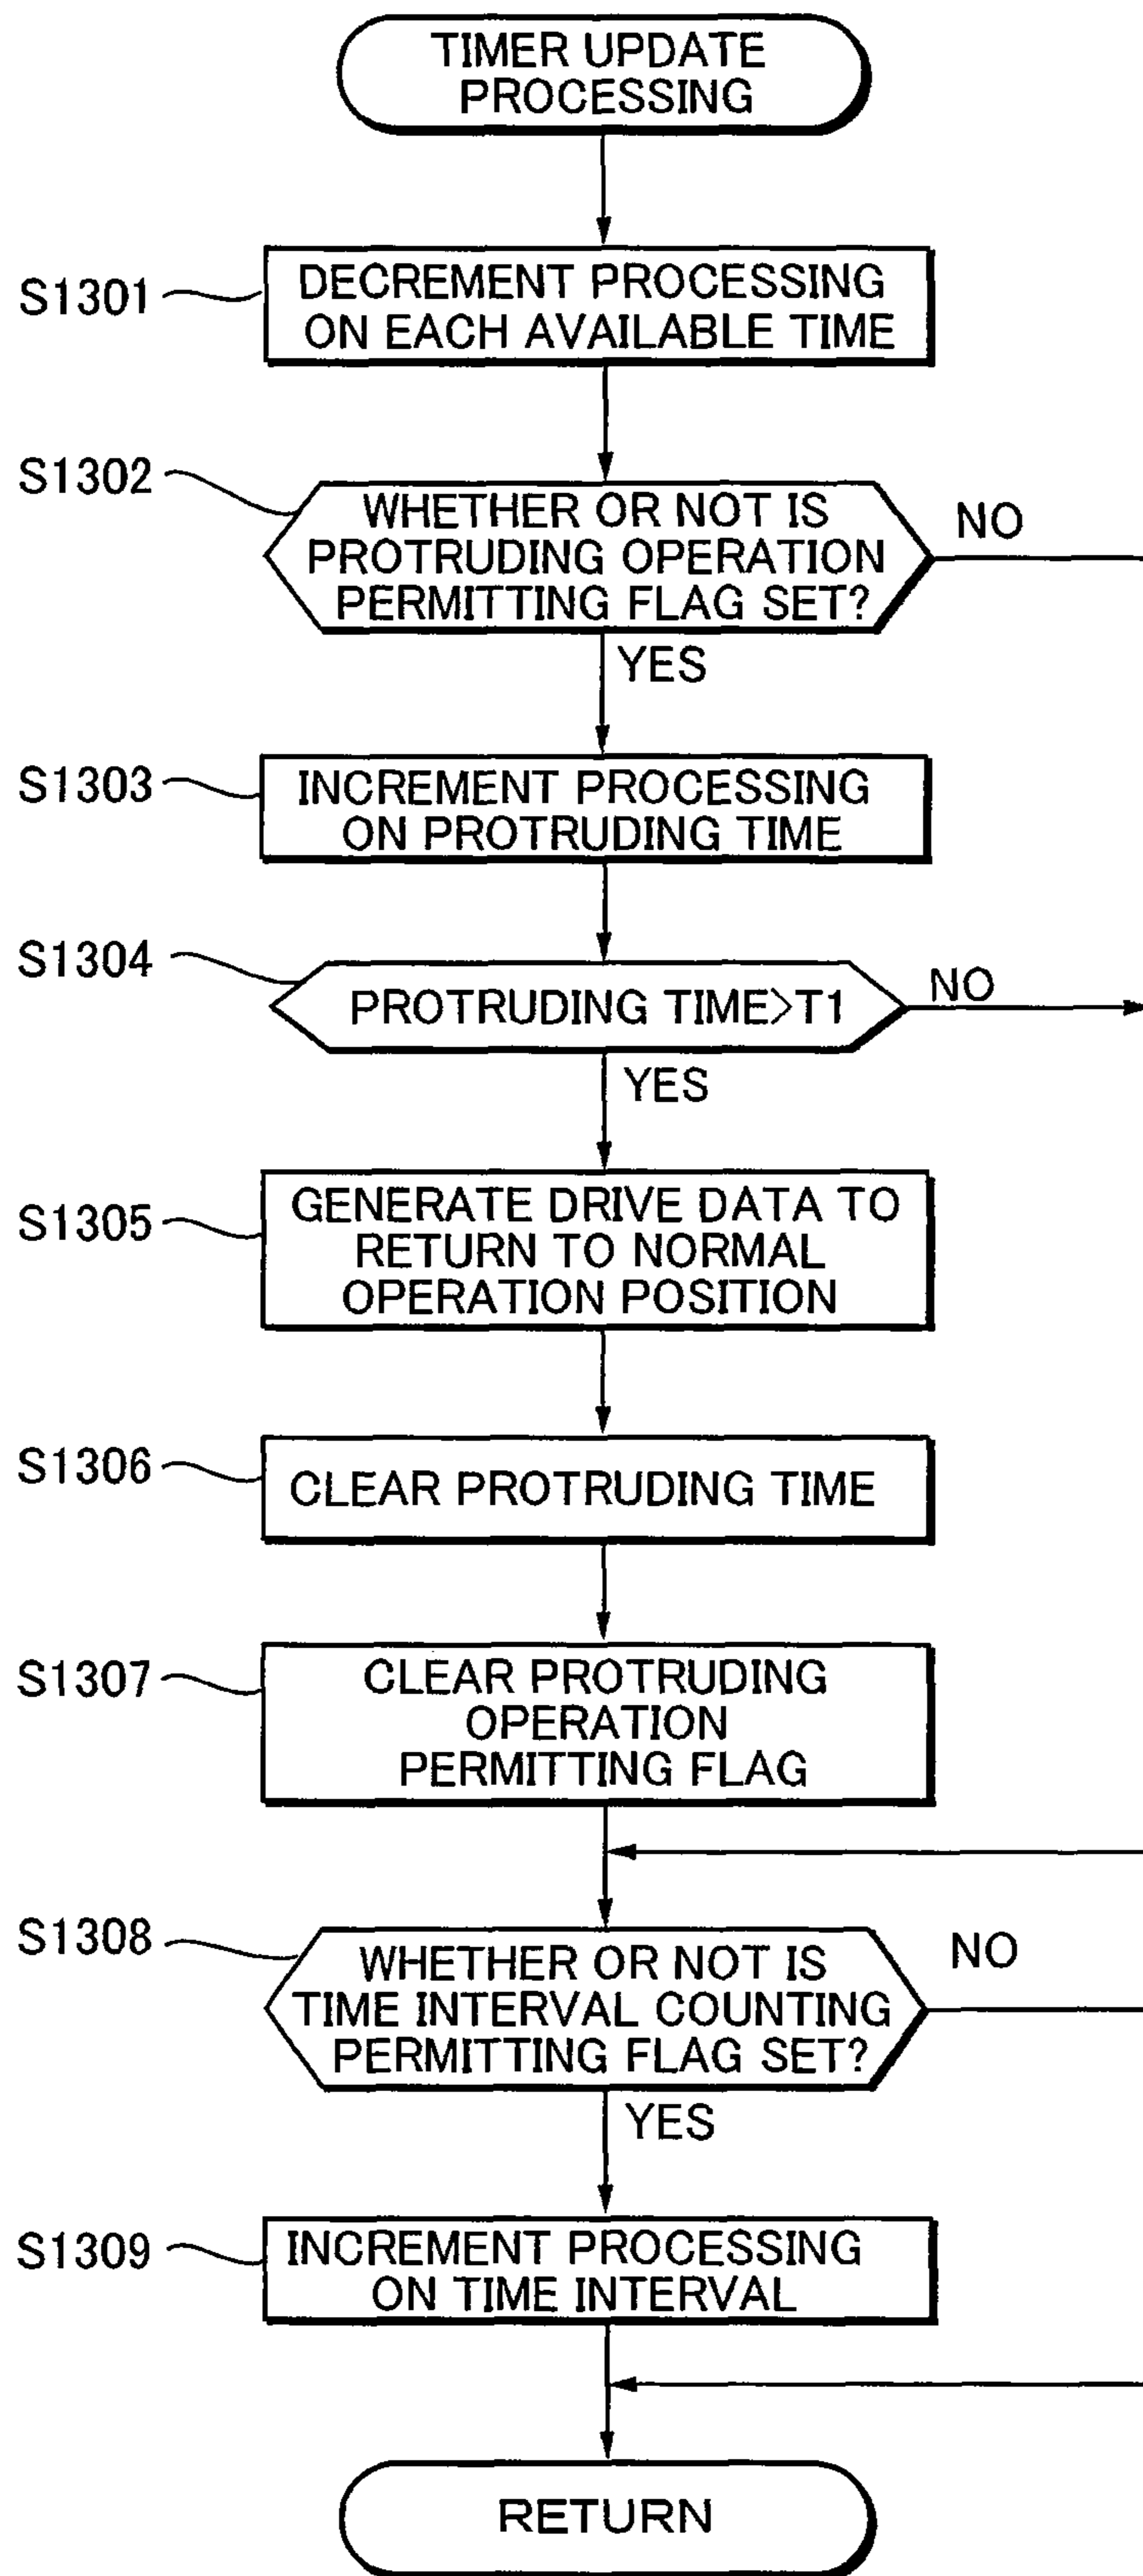 TIMER UPDATE
PROCESSING
S1301
DECREMENT PROCESSING
ON EACH AVAILABLE TIME
S1302
WHETHER OR NOT IS
PROTRUDING OPERATION
PERMITTING FLAG SET?
NO
YES
S1303
INCREMENT PROCESSING
ON PROTRUDING TIME
S1304
PROTRUDING TIME>T1
NO
YES
S1305
GENERATE DRIVE DATA TO
RETURN TO NORMAL
OPERATION POSITION
S1306
CLEAR PROTRUDING TIME
S1307
CLEAR PROTRUDING
OPERATION
PERMITTING FLAG
S1308
WHETHER OR NOT IS
TIME INTERVAL COUNTING
PERMITTING FLAG SET?
NO
YES
S1309
INCREMENT PROCESSING
ON TIME INTERVAL
RETURN